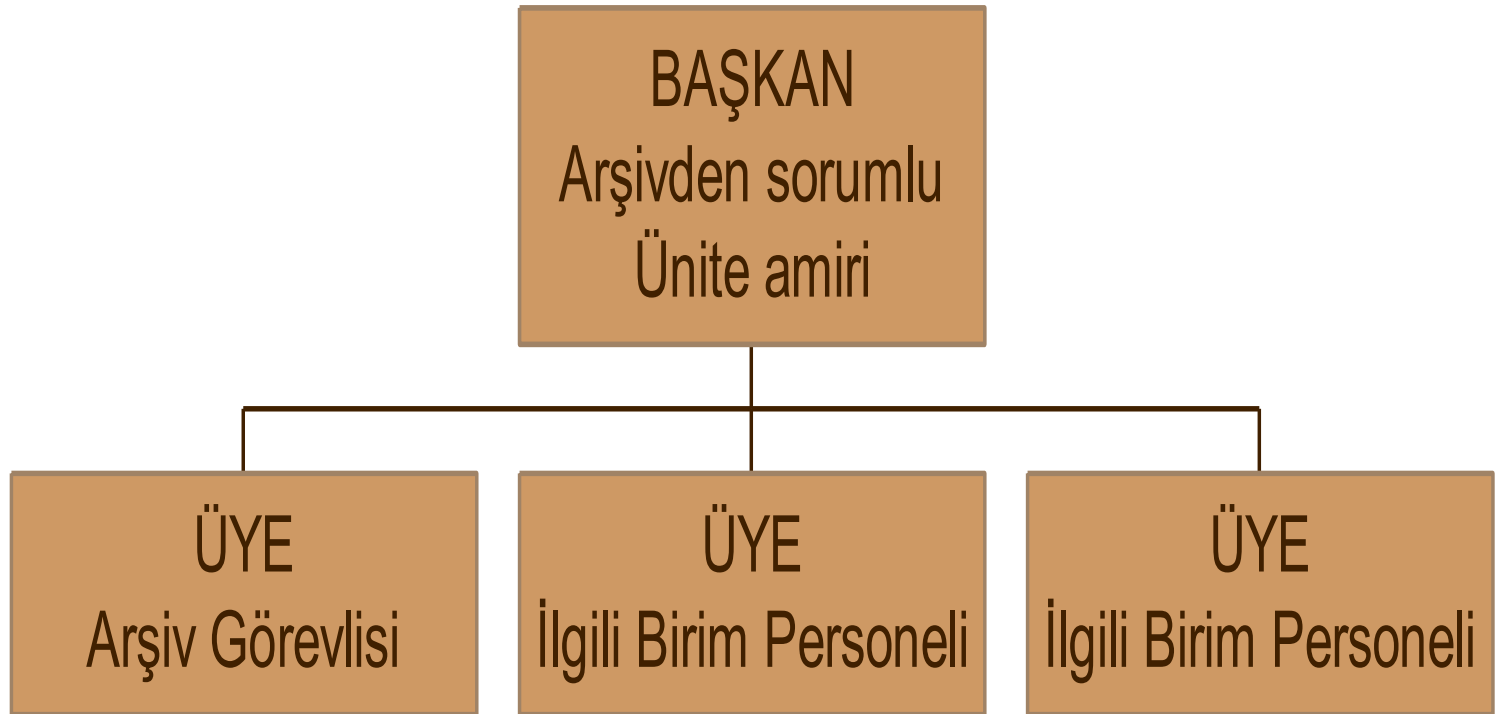 BAŞKAN
Arşivden sorumlu
Ünite amiri
ÜYE
Arşiv Görevlisi
ÜYE
İlgili Birim Personeli
ÜYE
İlgili Birim Personeli